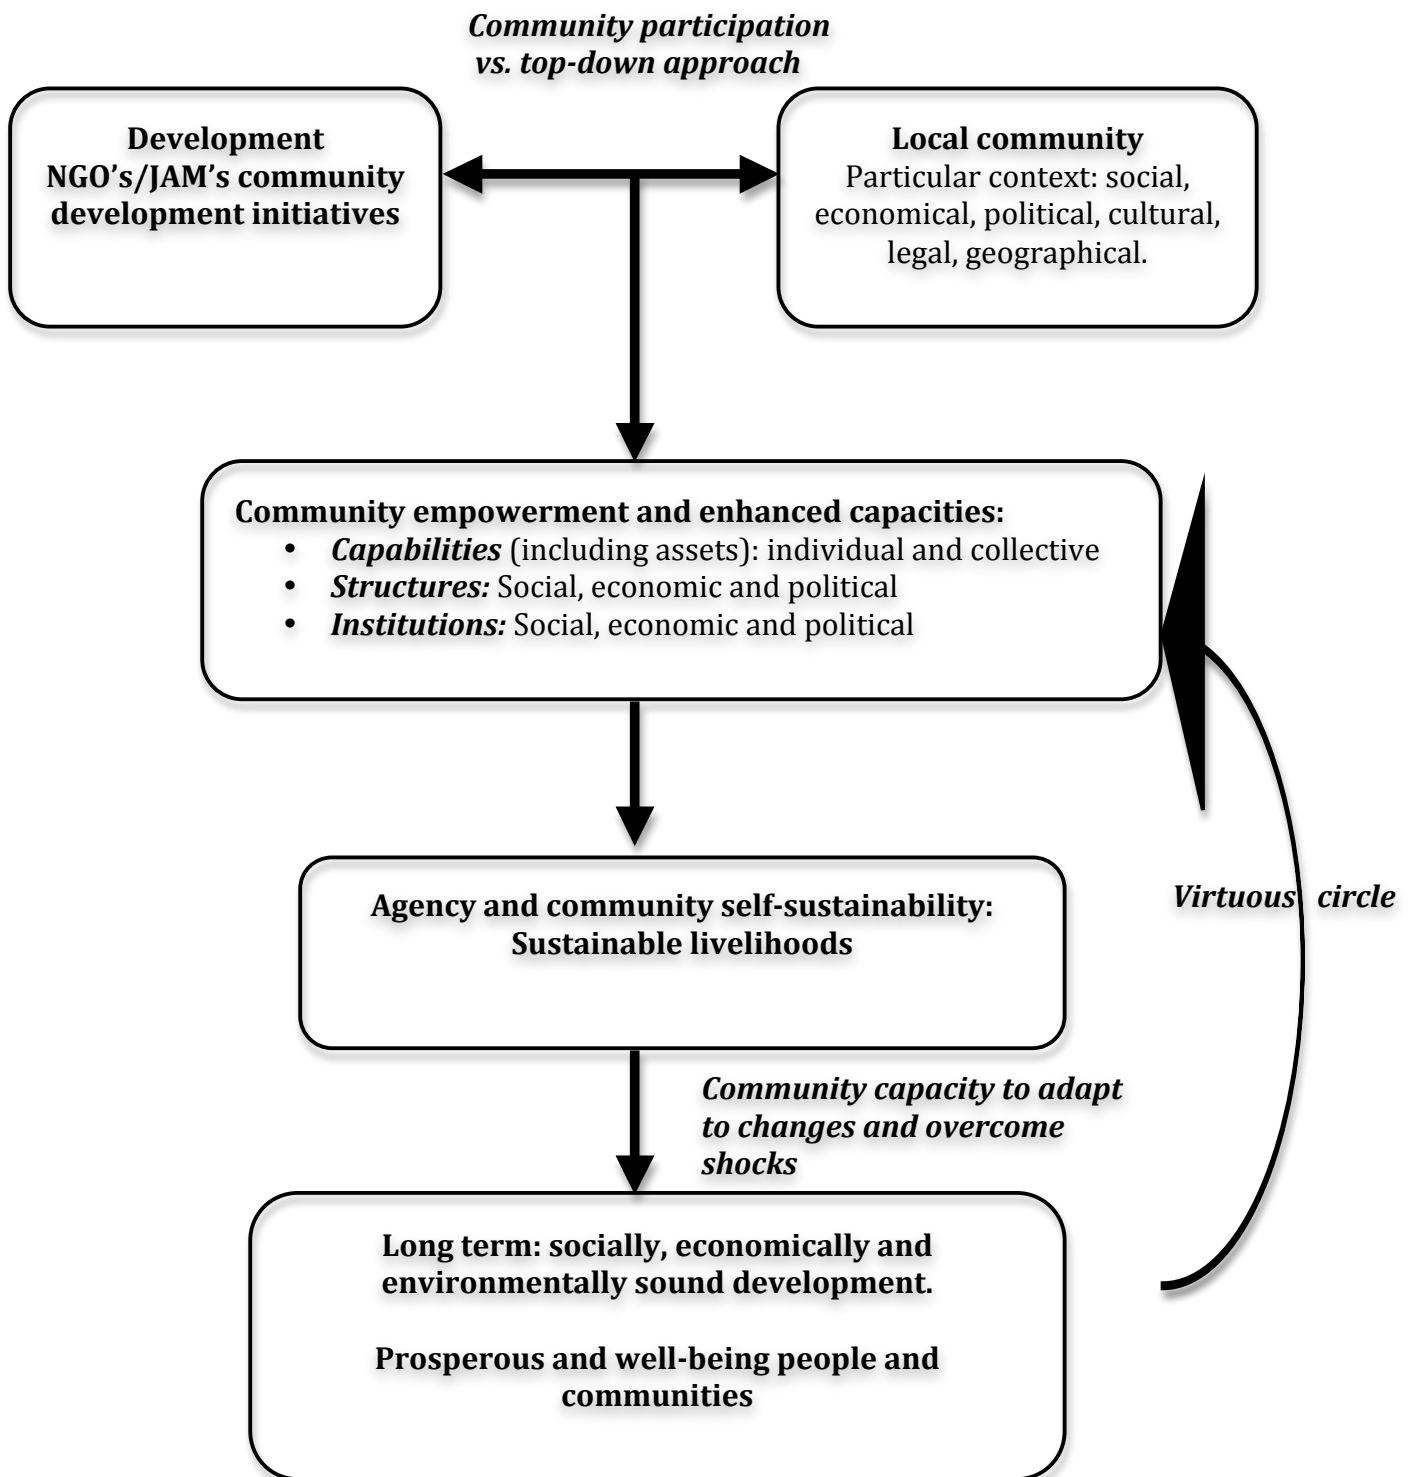 Community participation
vs. top-down approach
Development
NGO’s/JAM’s community
development initiatives
Local community
Particular context: social,
economical, political, cultural,
legal, geographical.
Community empowerment and enhanced capacities:
• Capabilities (including assets): individual and collective
• Structures: Social, economic and political
• Institutions: Social, economic and political
Agency and community self-sustainability:
Sustainable livelihoods
Virtuous circle
Community capacity to adapt
to changes and overcome
shocks
Long term: socially, economically and
environmentally sound development.
Prosperous and well-being people and
communities